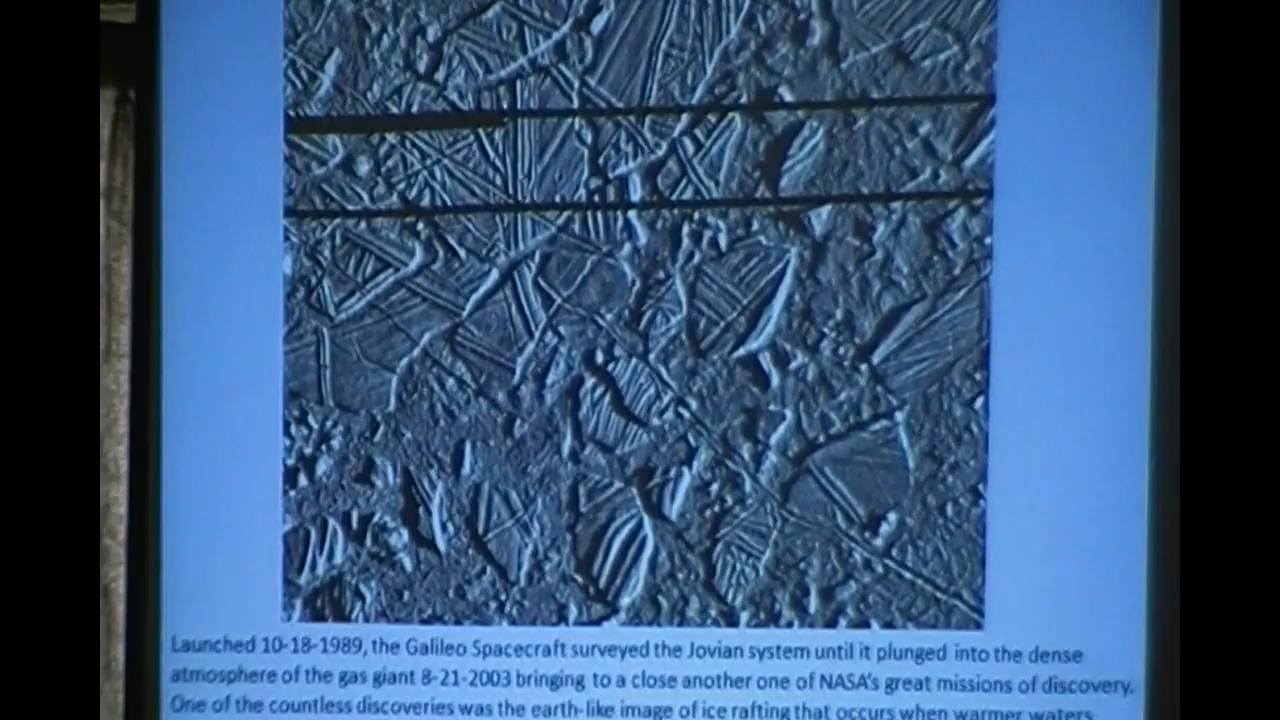 Launched 10-18-1989, the Galileo Spacecraft surveyed the Jovian system until it plunged into the dense
atmosphere of the gas giant 8-21-2003 bringing to a close another one of NASA's great missions of discovery.
One of the countless discoveries was the earth-like image of ice rafting that occurs when warmer waters